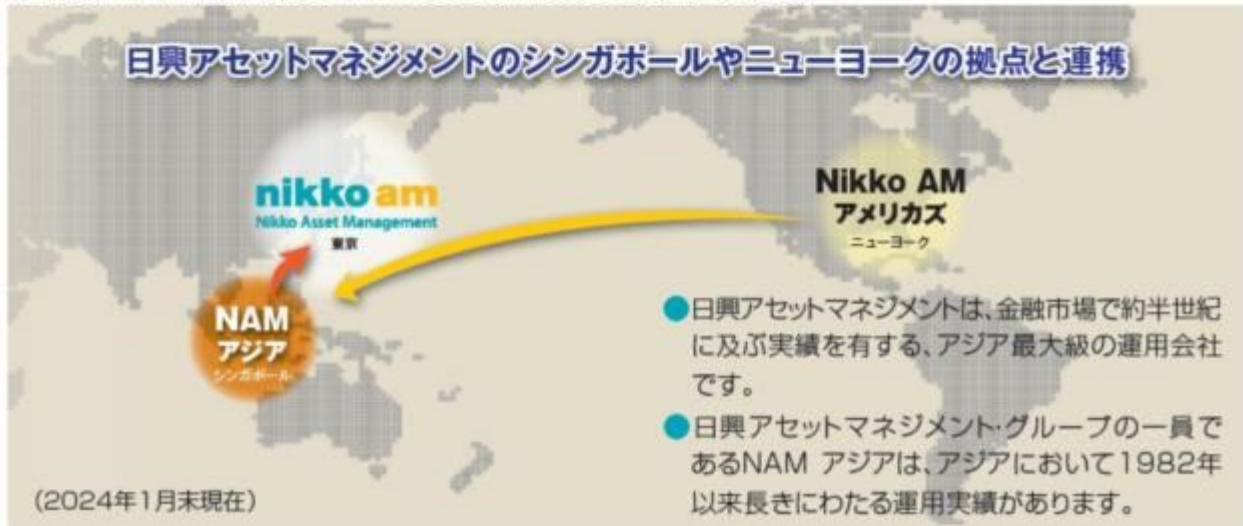 日興アセットマネジメントのシンガポールやニューヨークの拠点と連携
nikko am
Nikko Asset Management
東京
Nikko AM
アメリカズ
ニューヨーク
NAM
アジア
シンガポール
●日興アセットマネジメントは、金融市場で約半世紀
に及ぶ実績を有する、アジア最大級の運用会社
です。
●日興アセットマネジメント・グループの一員で
あるNAM アジアは、アジアにおいて1982年
以来長きにわたる運用実績があります。
(2024年1月末現在)